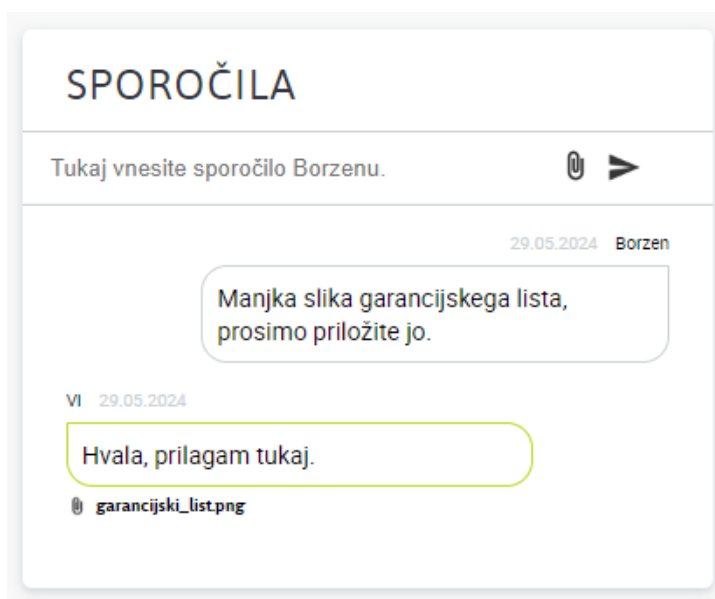 SPOROČILA
Tukaj vnesite sporočilo Borzenu.
29.05.2024 Borzen
Manjka slika garancijskega lista,
prosimo priložite jo.
VI 29.05.2024
Hvala, prilagam tukaj.
garancijski_list.png